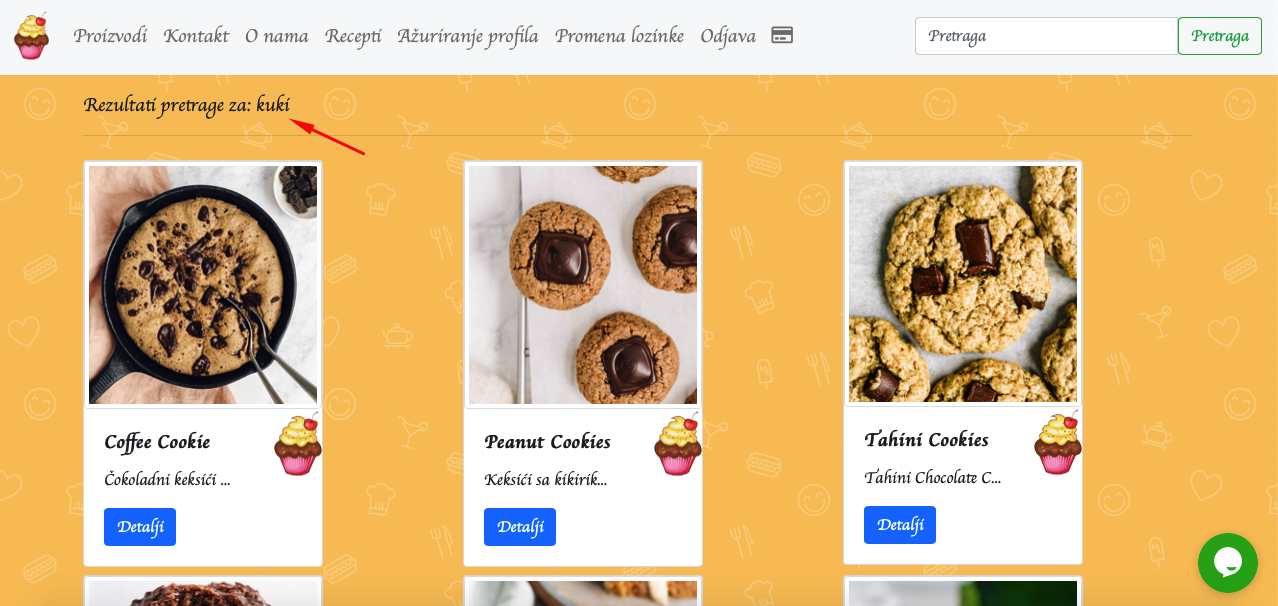 Proizvodi Kontakt O nama Recepti Ažuriranje profila Promena lozinke Odjava Pretraga Pretraga
Rezultati pretrage za: kuki
Coffee Cookie
Čokoladni keksići ...
Detalji
Peanut Cookies
Keksići sa kikirik...
Detalji
Tahini Cookies
Tahini Chocolate C...
Detalji